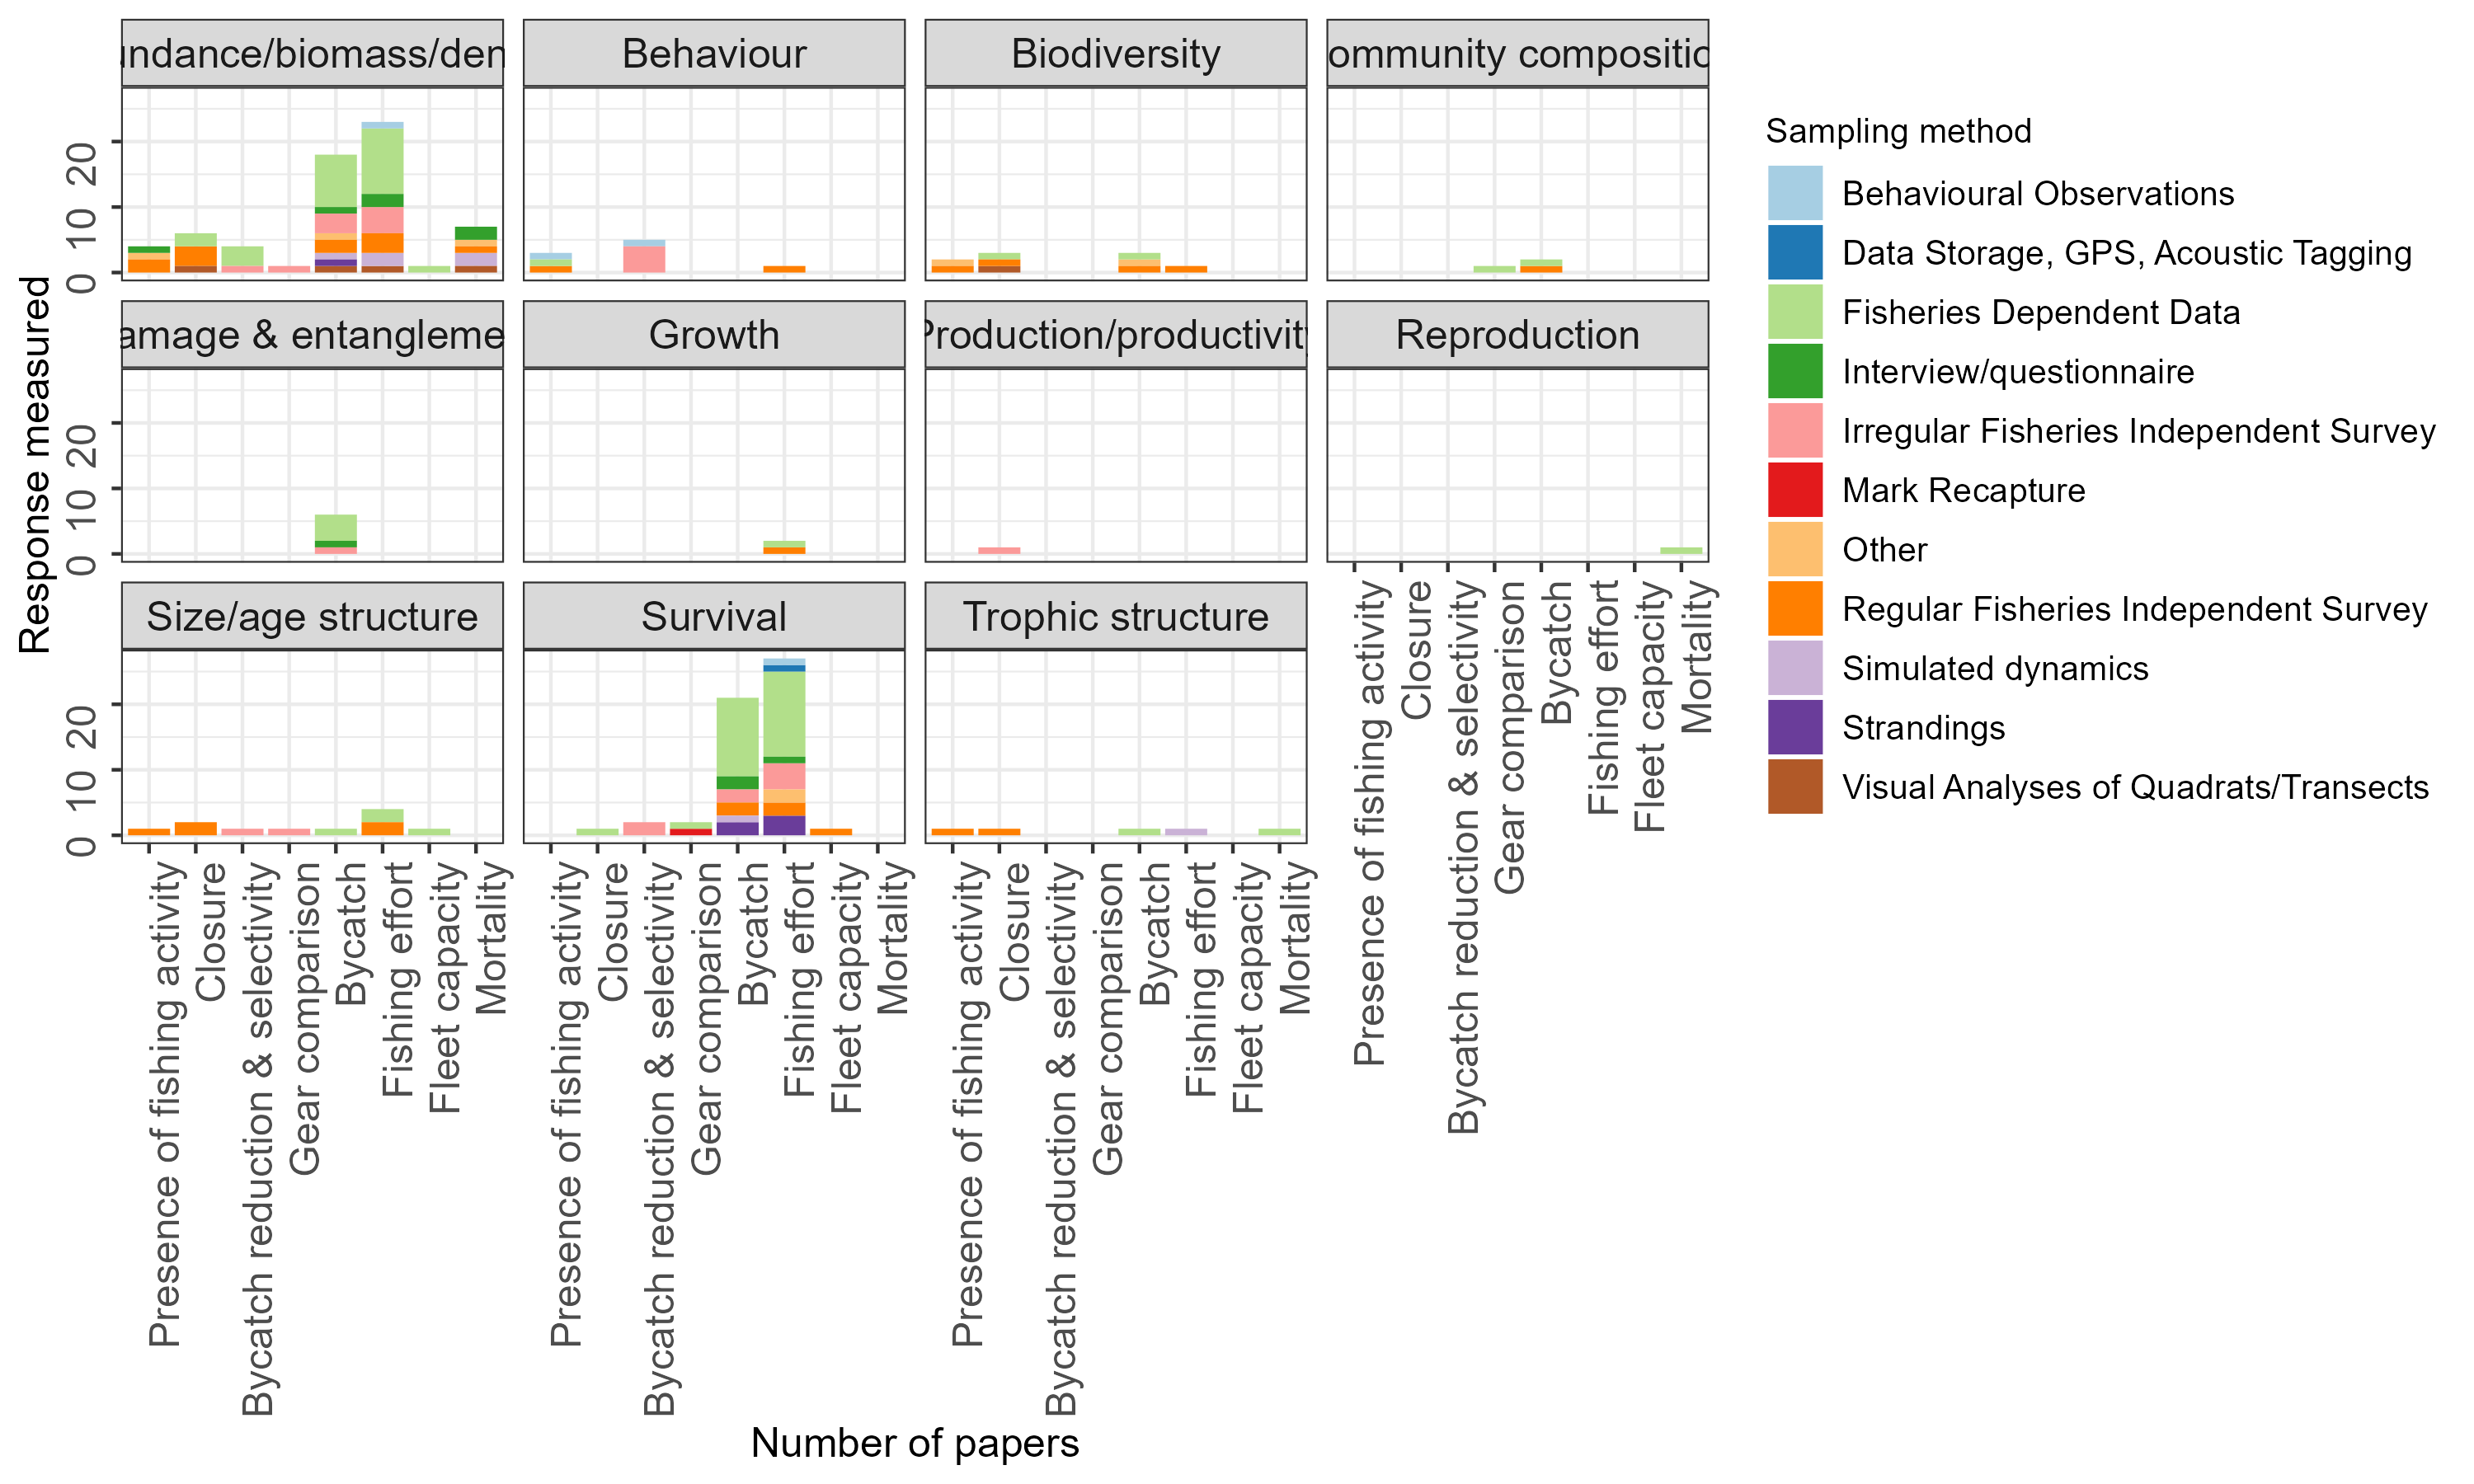 undance/biomass/den
Behaviour
Biodiversity
ommunity compositio
20
10
0
amage & entangleme
Growth
Production/productivity
Reproduction
20
10
0
Size/age structure
Survival
Trophic structure
20
10
0
Response measured
Presence of fishing activity
Closure
Bycatch reduction & selectivity
Gear comparison
Bycatch
Fishing effort
Fleet capacity
Mortality
Presence of fishing activity
Closure
Bycatch reduction & selectivity
Gear comparison
Bycatch
Fishing effort
Fleet capacity
Mortality
Presence of fishing activity
Closure
Bycatch reduction & selectivity
Gear comparison
Bycatch
Fishing effort
Fleet capacity
Mortality
Presence of fishing activity
Closure
Bycatch reduction & selectivity
Gear comparison
Bycatch
Fishing effort
Fleet capacity
Mortality
Number of papers
Sampling method
Behavioural Observations
Data Storage, GPS, Acoustic Tagging
Fisheries Dependent Data
Interview/questionnaire
Irregular Fisheries Independent Survey
Mark Recapture
Other
Regular Fisheries Independent Survey
Simulated dynamics
Strandings
Visual Analyses of Quadrats/Transects